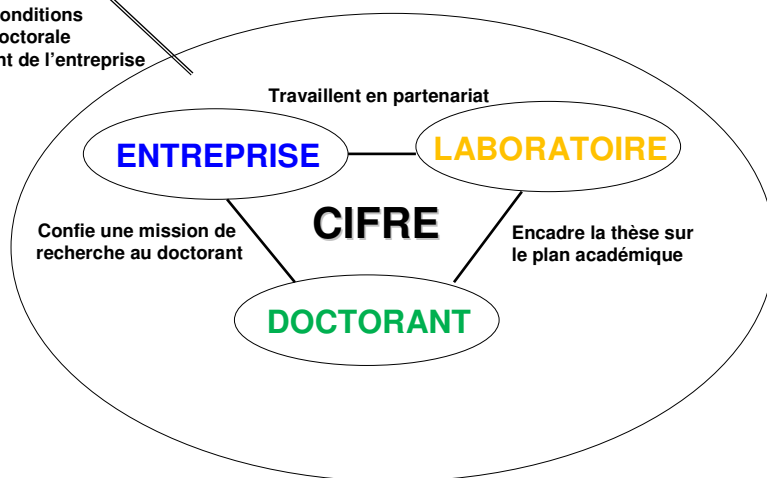 onditions
octorale
nt de l'entreprise
Travaillent en partenariat
ENTREPRISE
LABORATOIRE
CIFRE
Confie une mission de
recherche au doctorant
Encadre la thèse sur
le plan académique
DOCTORANT